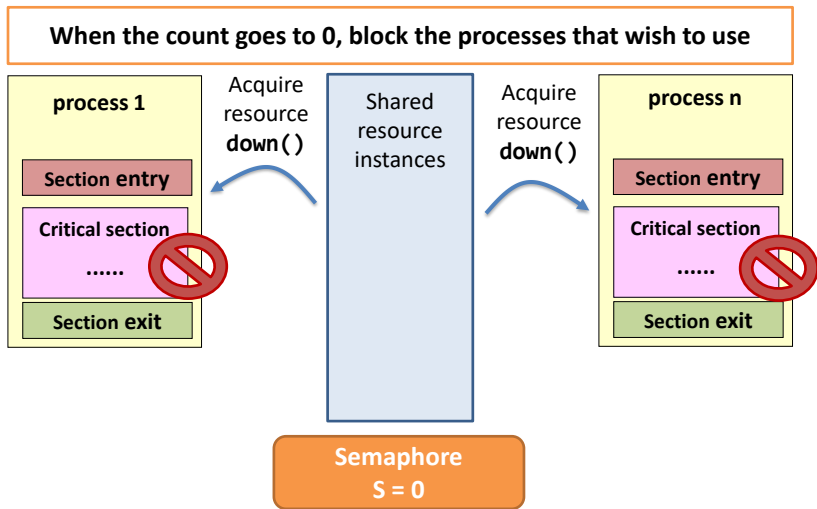 When the count goes to 0, block the processes that wish to use
process 1
Section entry
Critical section
......
Section exit
Acquire
resource
down()
Shared
resource
instances
Acquire
resource
down()
process n
Section entry
Critical section
......
Section exit
Semaphore
S = 0